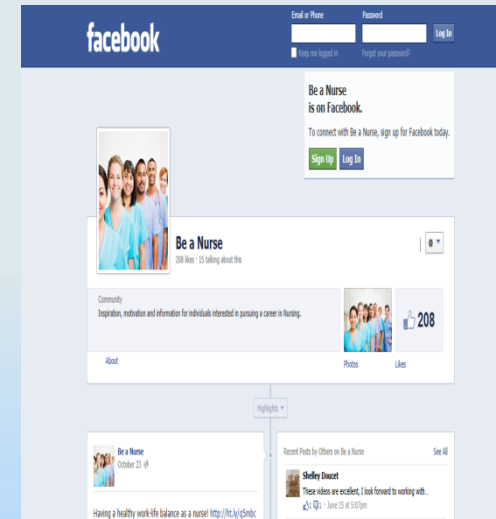 facebook
Email or Phone
Password
Log In
Keep me logged in
Forgot your password?
Be a Nurse
is on Facebook.
To connect with Be a Nurse, sign up for Facebook today.
Sign Up
Log In
Be a Nurse
208 likes · 15 talking about this
Community
Inspiration, motivation and information for individuals interested in pursuing a career in Nursing.
208
About
Photos
Likes
Highlights
Be a Nurse
October 23
Having a healthy work-life balance as a nurse! http://ht.ly/q5mbc
Recent Posts by Others on Be a Nurse
See All
Shelley Doucet
These videos are excellent, I look forward to working with...
1 1 · June 15 at 5:07pm